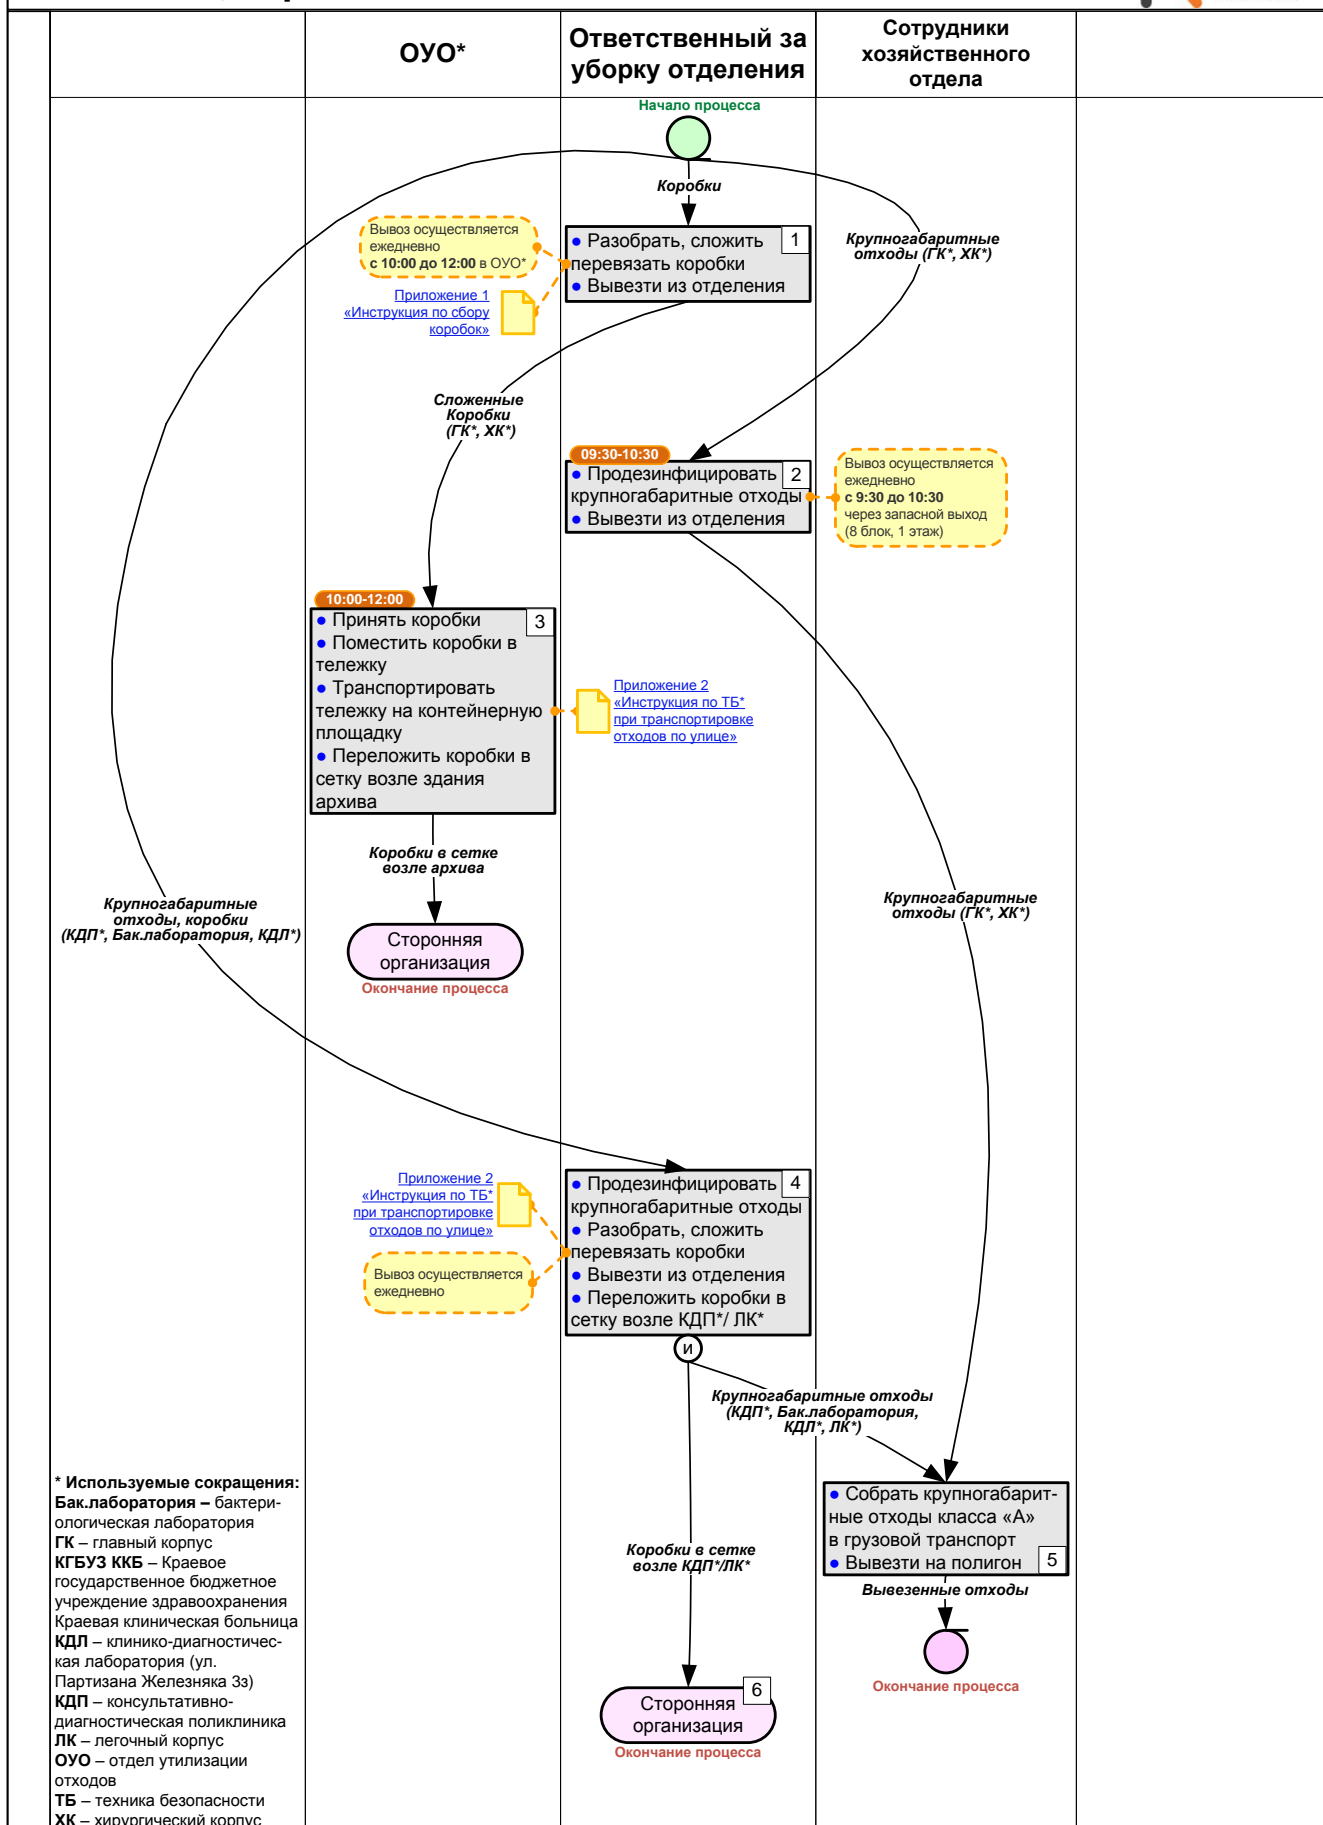 ОУО*
Ответственный за
уборку отделения
Сотрудники
хозяйственного
отдела
Начало процесса
Коробки
Вывоз осуществляется
ежедневно
с 10:00 до 12:00 в ОУО*
Приложение 1
«Инструкция по сбору
коробок»
1
● Разобрать, сложить
перевязать коробки
● Вывезти из отделения
Крупногабаритные
отходы (ГК*, ХК*)
Сложенные
Коробки
(ГК*, ХК*)
09:30-10:30
2
● Продезинфицировать
крупногабаритные отходы
● Вывезти из отделения
Вывоз осуществляется
ежедневно
с 9:30 до 10:30
через запасной выход
(8 блок, 1 этаж)
10:00-12:00
3
● Принять коробки
● Поместить коробки в
тележку
● Транспортировать
тележку на контейнерную
площадку
● Переложить коробки в
сетку возле здания
архива
Приложение 2
«Инструкция по ТБ*
при транспортировке
отходов по улице»
Коробки в сетке
возле архива
Крупногабаритные
отходы, коробки
(КДП*, Бак.лаборатория, КДЛ*)
Крупногабаритные
отходы (ГК*, ХК*)
Сторонняя
организация
Окончание процесса
Приложение 2
«Инструкция по ТБ*
при транспортировке
отходов по улице»
Вывоз осуществляется
ежедневно
4
● Продезинфицировать
крупногабаритные отходы
● Разобрать, сложить
перевязать коробки
● Вывезти из отделения
● Переложить коробки в
сетку возле КДП*/ ЛК*
и
Крупногабаритные отходы
(КДП*, Бак.лаборатория,
КДЛ*, ЛК*)
● Собрать крупногабарит-
ные отходы класса «А»
в грузовой транспорт
● Вывезти на полигон
5
Коробки в сетке
возле КДП*/ЛК*
Вывезенные отходы
Окончание процесса
6
Сторонняя
организация
Окончание процесса
* Используемые сокращения:
Бак.лаборатория – бактери-
ологическая лаборатория
ГК – главный корпус
КГБУЗ ККБ – Краевое
государственное бюджетное
учреждение здравоохранения
Краевая клиническая больница
КДЛ – клинико-диагностичес-
кая лаборатория (ул.
Партизана Железняка 3з)
КДП – консультативно-
диагностическая поликлиника
ЛК – легочный корпус
ОУО – отдел утилизации
отходов
ТБ – техника безопасности
ХК – хирургический корпус